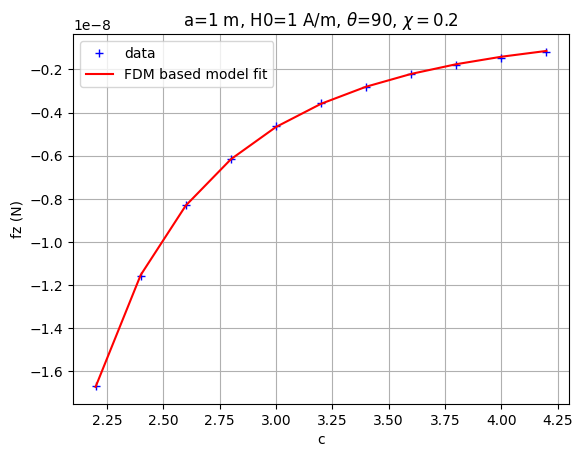 a=1 m, H0=1 A/m, θ=90, χ = 0.2
1e−8
data
FDM based model fit
−0.2
−0.4
−0.6
−0.8
−1.0
−1.2
−1.4
−1.6
fz (N)
2.25 2.50 2.75 3.00 3.25 3.50 3.75 4.00 4.25
c